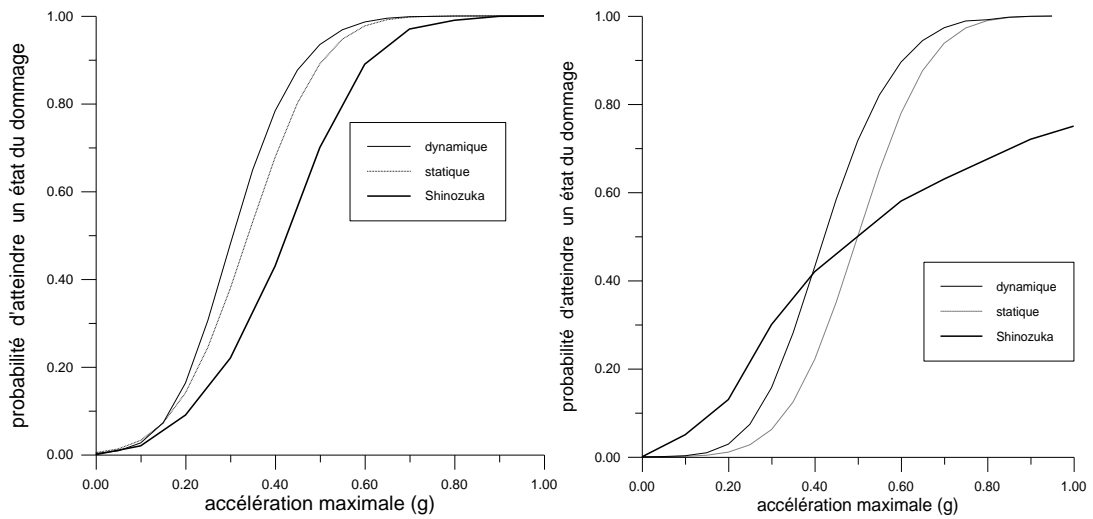 1.00
0.80
0.60
0.40
0.20
0.00
probabilité d'atteindre un état du dommage
dynamique
statique
Shinozuka
0.00 0.20 0.40 0.60 0.80 1.00
accélération maximale (g)
1.00
0.80
0.60
0.40
0.20
0.00
probabilité d'atteindre un état du dommage
dynamique
statique
Shinozuka
0.00 0.20 0.40 0.60 0.80 1.00
accélération maximale (g)